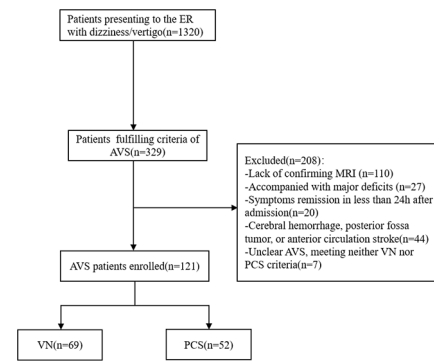 Patients presenting to the ER
with dizziness/vertigo(n=1320)
Patients fulfilling criteria of
AVS(n=329)
Excluded(n=208):
-Lack of confirming MRI (n=110)
-Accompanied with major deficits (n=27)
-Symptoms remission in less than 24h after
admission(n=20)
-Cerebral hemorrhage, posterior fossa
tumor, or anterior circulation stroke(n=44)
-Unclear AVS, meeting neither VN nor
PCS criteria(n=7)
AVS patients enrolled(n=121)
VN(n=69)
PCS(n=52)